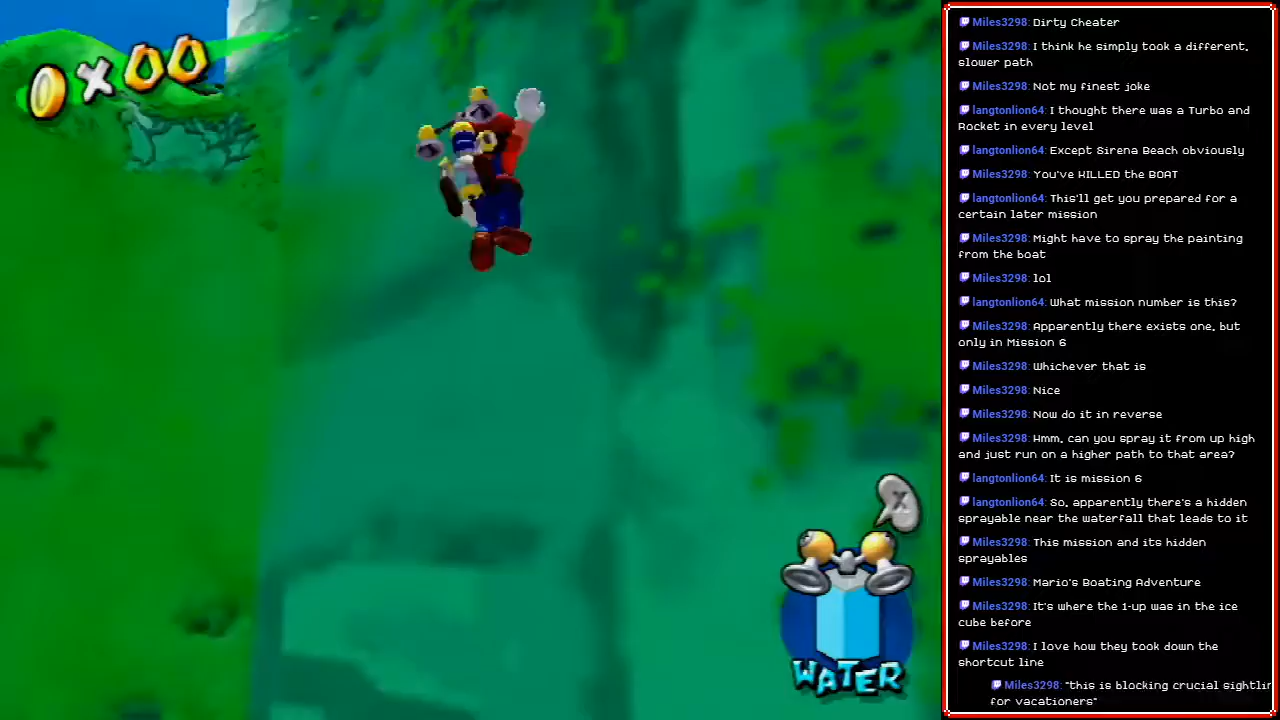 × 00
WATER
X
Miles3298: Dirty Cheater
Miles3298: I think he simply took a different,
slower path
Miles3298: Not my finest joke
langtonlion64: I thought there was a Turbo and
Rocket in every level
langtonlion64: Except Sirena Beach obviously
Miles3298: You've KILLED the BOAT
langtonlion64: This'll get you prepared for a
certain later mission
Miles3298: Might have to spray the painting
from the boat
Miles3298: lol
langtonlion64: What mission number is this?
Miles3298: Apparently there exists one, but
only in Mission 6
Miles3298: Whichever that is
Miles3298: Nice
Miles3298: Now do it in reverse
Miles3298: Hmm, can you spray it from up high
and just run on a higher path to that area?
langtonlion64: It is mission 6
langtonlion64: So, apparently there's a hidden
sprayable near the waterfall that leads to it
Miles3298: This mission and its hidden
sprayables
Miles3298: Mario's Boating Adventure
Miles3298: It's where the 1-up was in the ice
cube before
Miles3298: I love how they took down the
shortcut line
Miles3298: "this is blocking crucial sightlin
for vacationers"